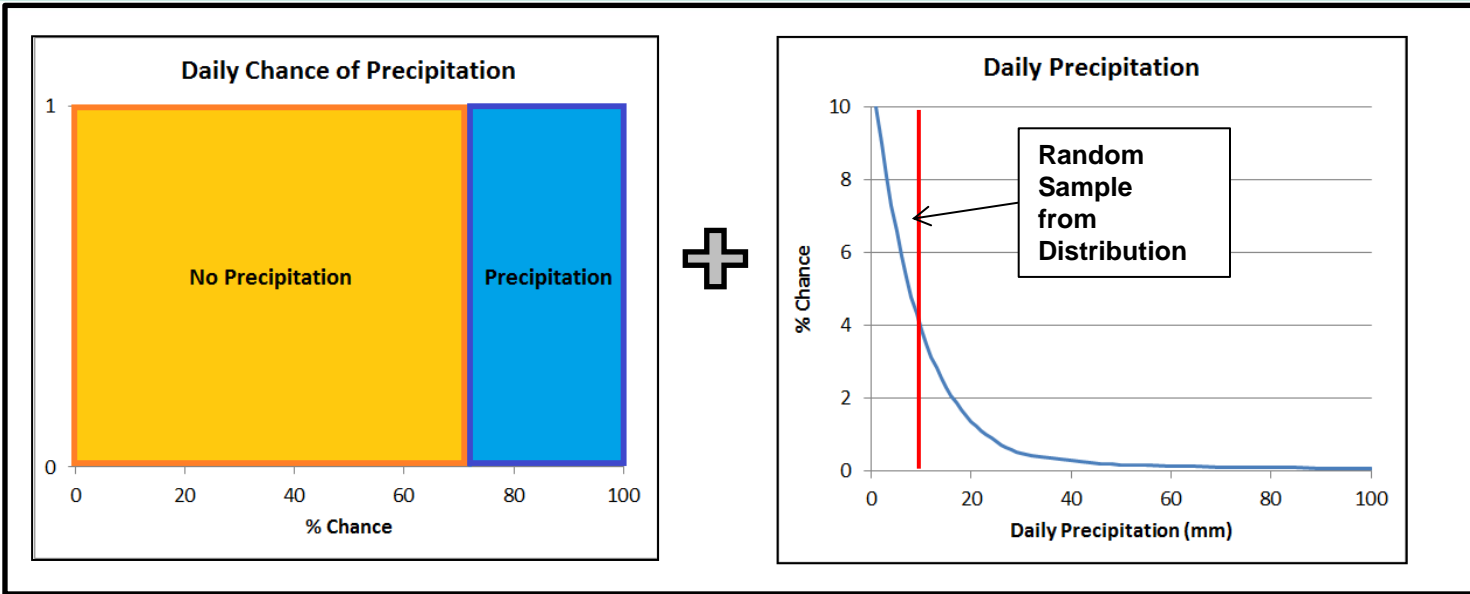 Daily Chance of Precipitation
1
No Precipitation
Precipitation
0
0 20 40 60 80 100
% Chance
Daily Precipitation
10
8
6
4
2
0
% Chance
Random
Sample
from
Distribution
0 20 40 60 80 100
Daily Precipitation (mm)